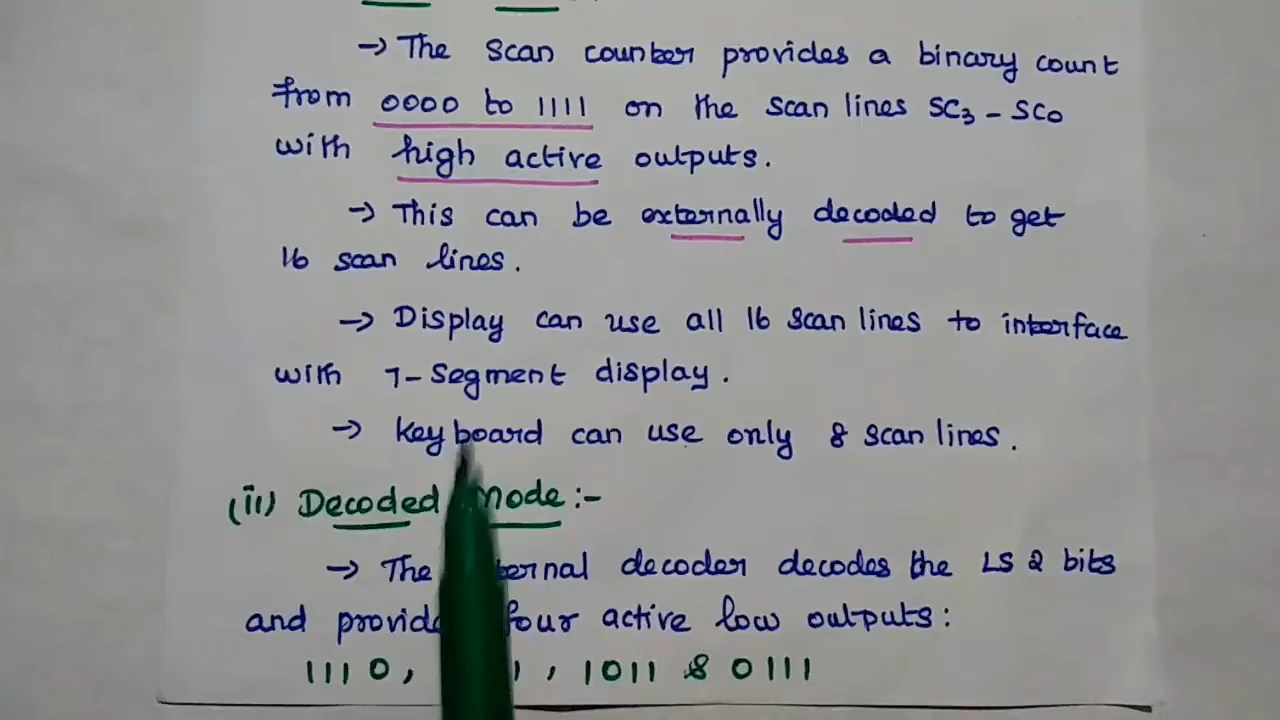 → The scan counter provides a binary count
from 0000 to 1111 on the scan lines SC3 - SC0
with high active outputs.
→ This can be externally decoded to get
16 scan lines.
→ Display can use all 16 scan lines to interface
with 7-Segment display.
→ Keyboard can use only 8 scan lines.
(ii) Decoded Mode:-
→ The decoder decodes the LS 2 bits
and four active low outputs:
1110, , 1011 & 0111